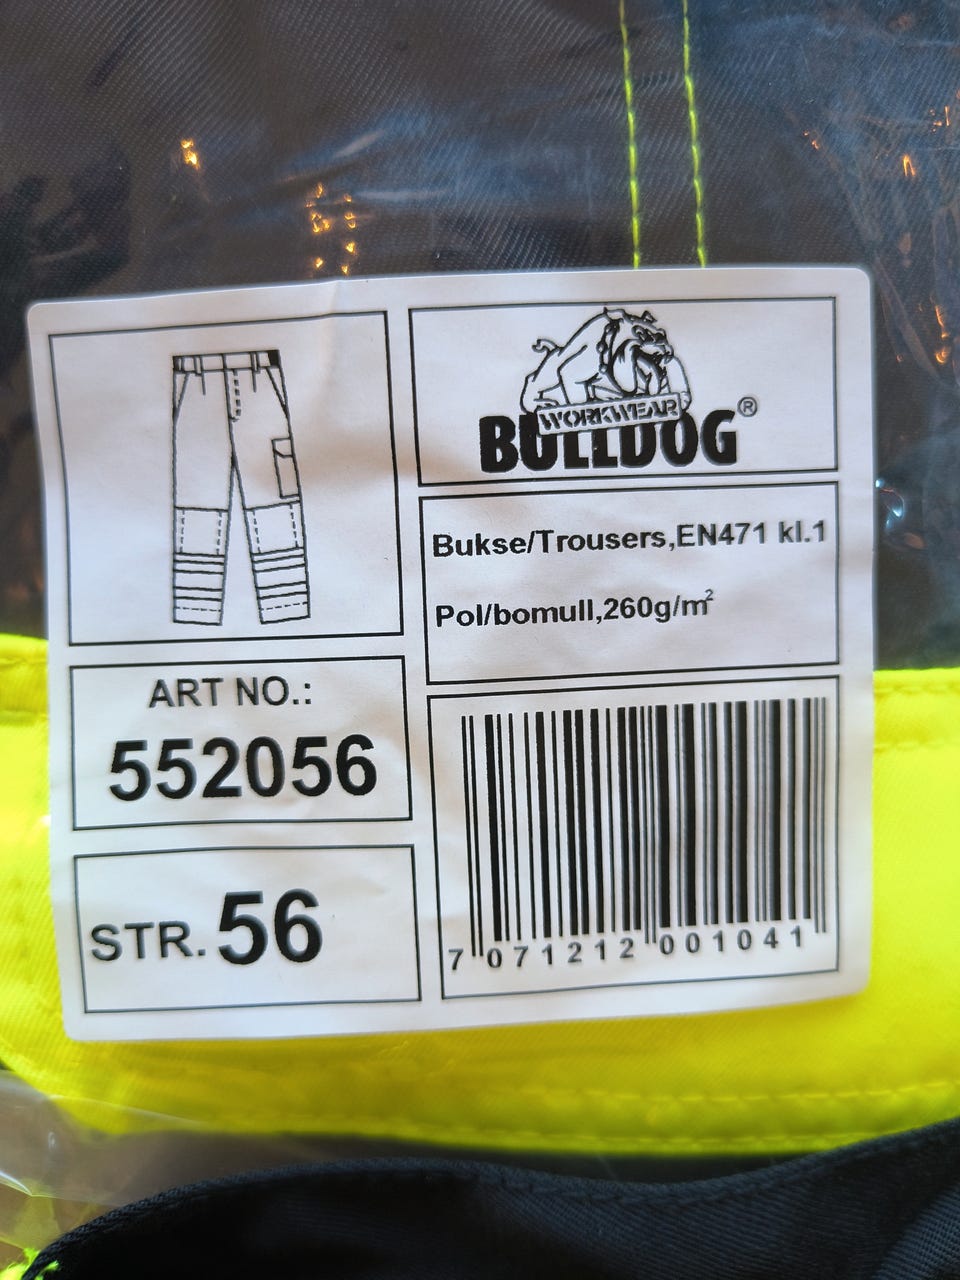 WORKWEAR
BULLDOG®
Bukse/Trousers,EN471 kl.1
Pol/bomull,260g/m²
ART NO.:
552056
STR. 56
7 071212 001041